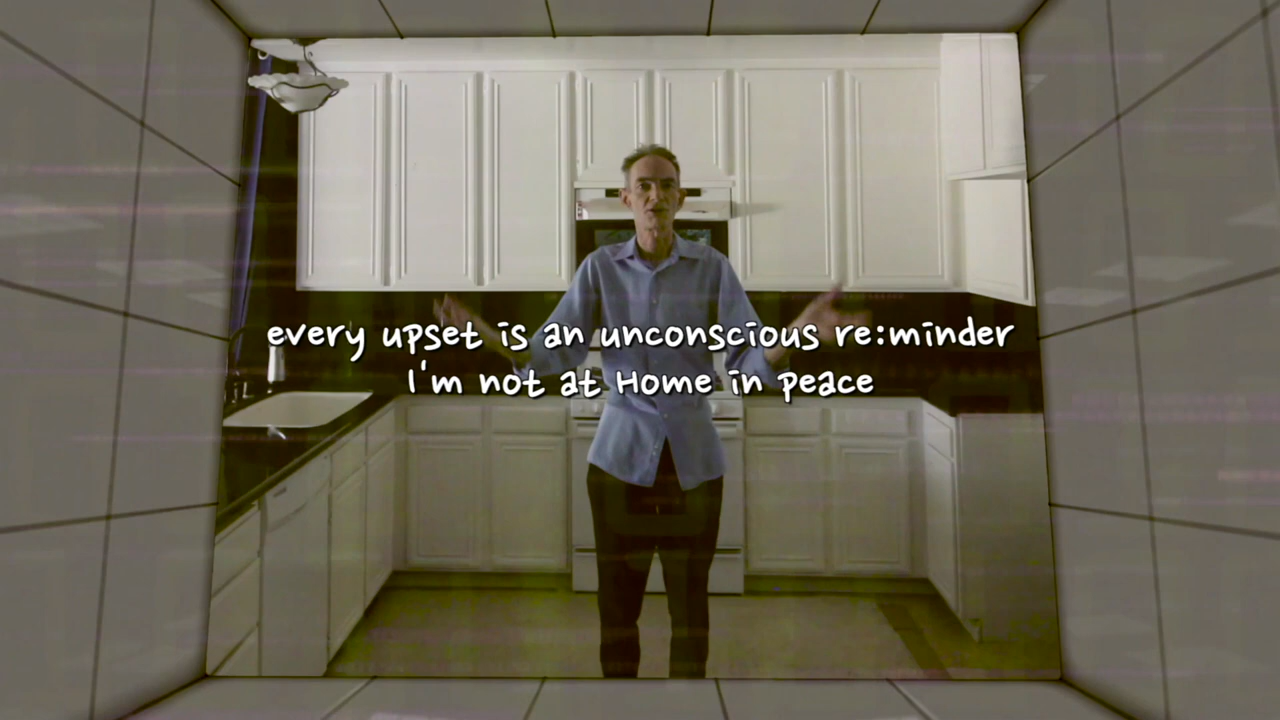 every upset is an unconscious re:minder
I'm not at Home in peace